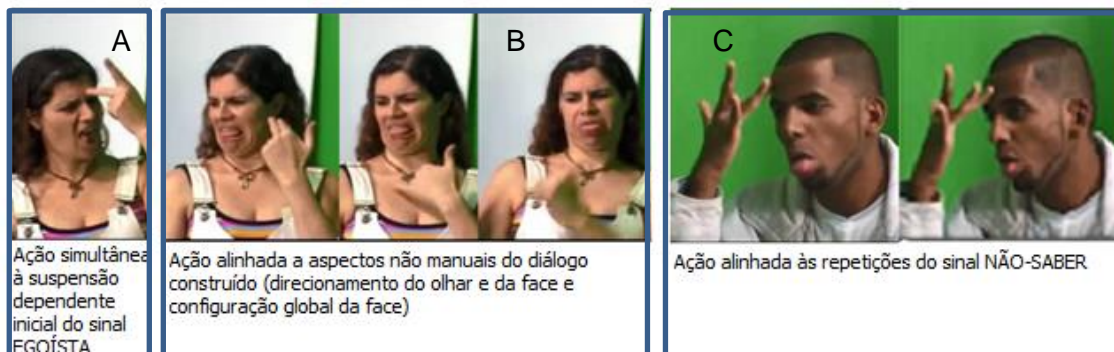 A
B
C
Ação simultânea
à suspensão
dependente
inicial do sinal
EGOÍSTA
Ação alinhada a aspectos não manuais do diálogo
construído (direcionamento do olhar e da face e
configuração global da face)
Ação alinhada às repetições do sinal NÃO-SABER